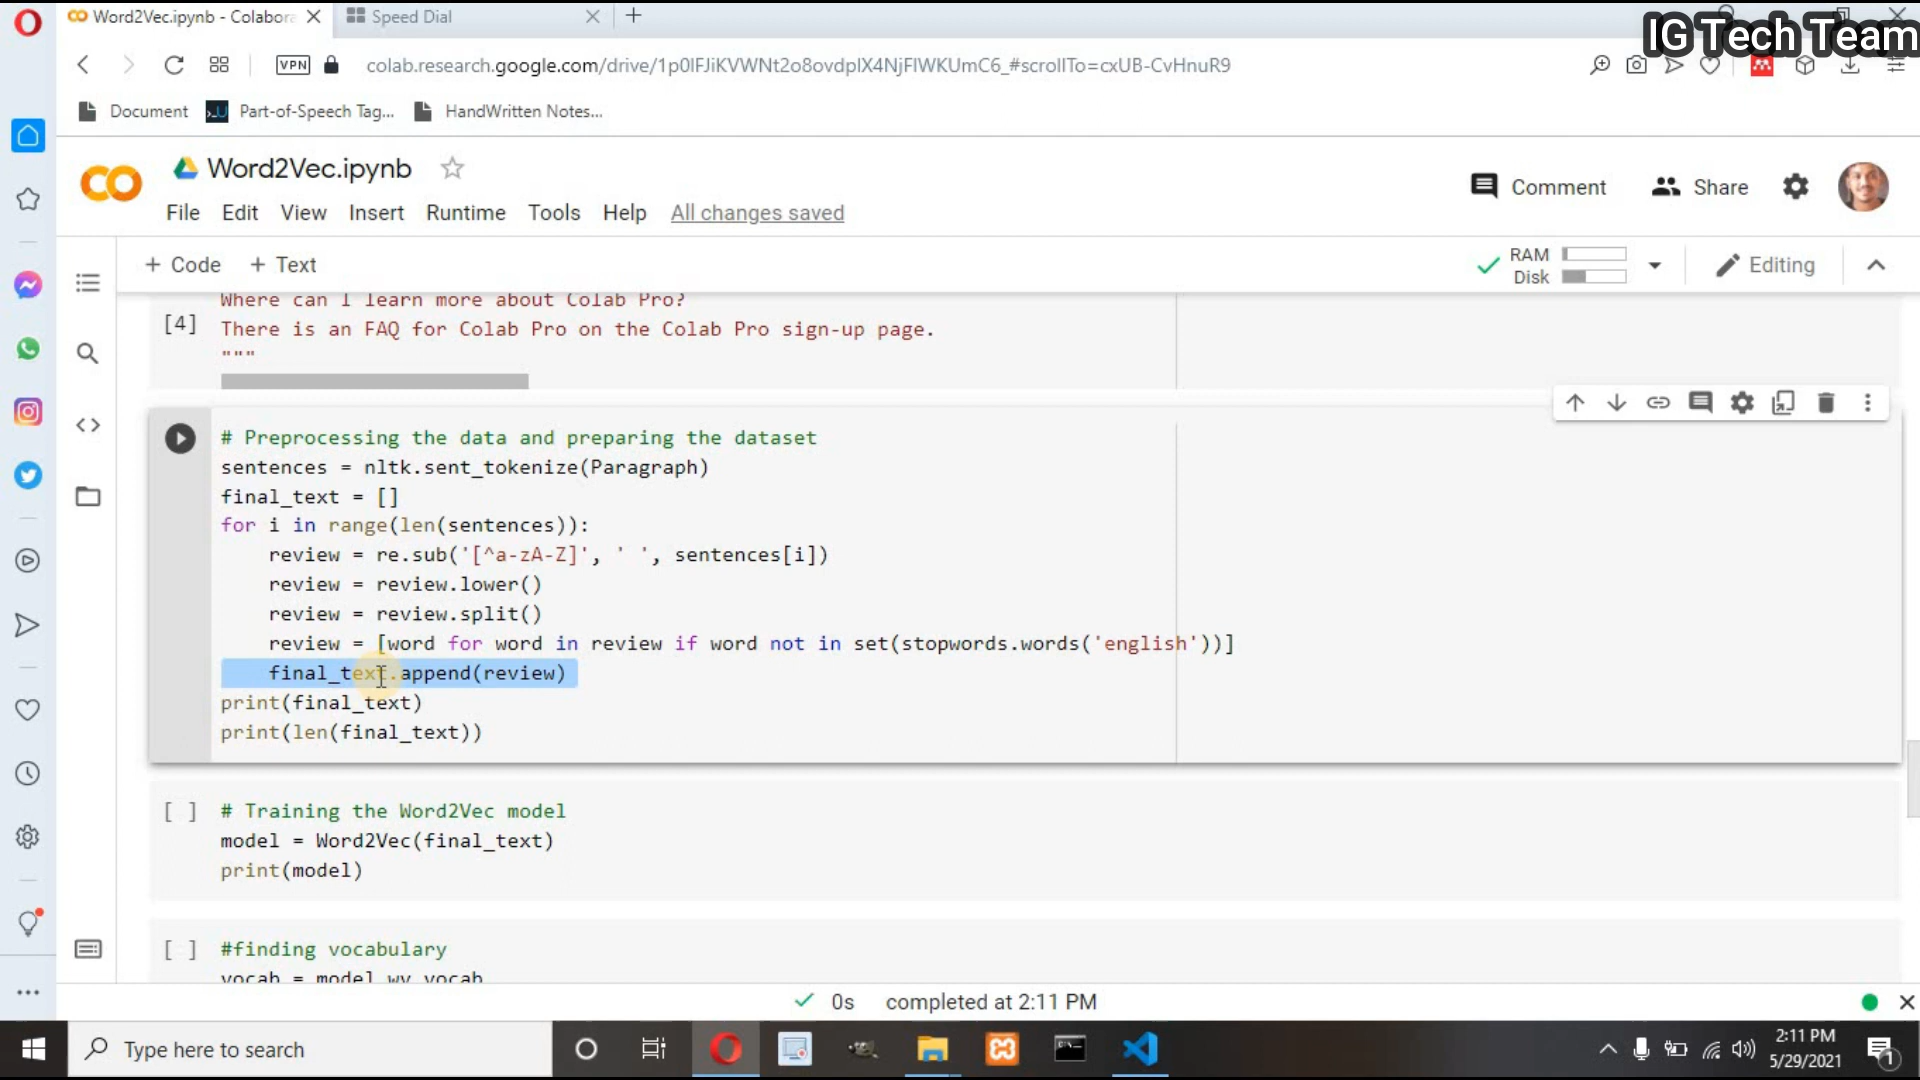 Word2Vec.ipynb - Colabora
Speed Dial
IG Tech Team
VPN
colab.research.google.com/drive/1p0lFJiKVWNt2o8ovdplX4NjFlWKUmC6_#scrollTo=cxUB-CvHnuR9
Document
Part-of-Speech Tag...
HandWritten Notes...
CO
Word2Vec.ipynb
Comment
Share
File Edit View Insert Runtime Tools Help All changes saved
+ Code + Text
RAM
Disk
Editing
Where can I learn more about Colab Pro?
[4]
There is an FAQ for Colab Pro on the Colab Pro sign-up page.
"""
# Preprocessing the data and preparing the dataset
sentences = nltk.sent_tokenize(Paragraph)
final_text = []
for i in range(len(sentences)):
review = re.sub('[^a-zA-Z]', ' ', sentences[i])
review = review.lower()
review = review.split()
review = [word for word in review if word not in set(stopwords.words('english'))]
final_text.append(review)
print(final_text)
print(len(final_text))
[ ] # Training the Word2Vec model
model = Word2Vec(final_text)
print(model)
[ ] #finding vocabulary
vocab = model.wv.vocab
0s completed at 2:11 PM
Type here to search
2:11 PM
5/29/2021
1